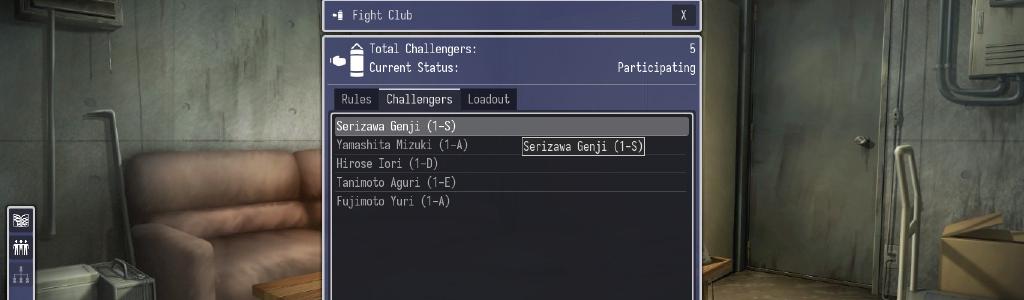 Fight Club X
Total Challengers: 5
Current Status: Participating
Rules Challengers Loadout
Serizawa Genji (1-S)
Yamashita Mizuki (1-A)
Serizawa Genji (1-S)
Hirose Iori (1-D)
Tanimoto Aguri (1-E)
Fujimoto Yuri (1-A)